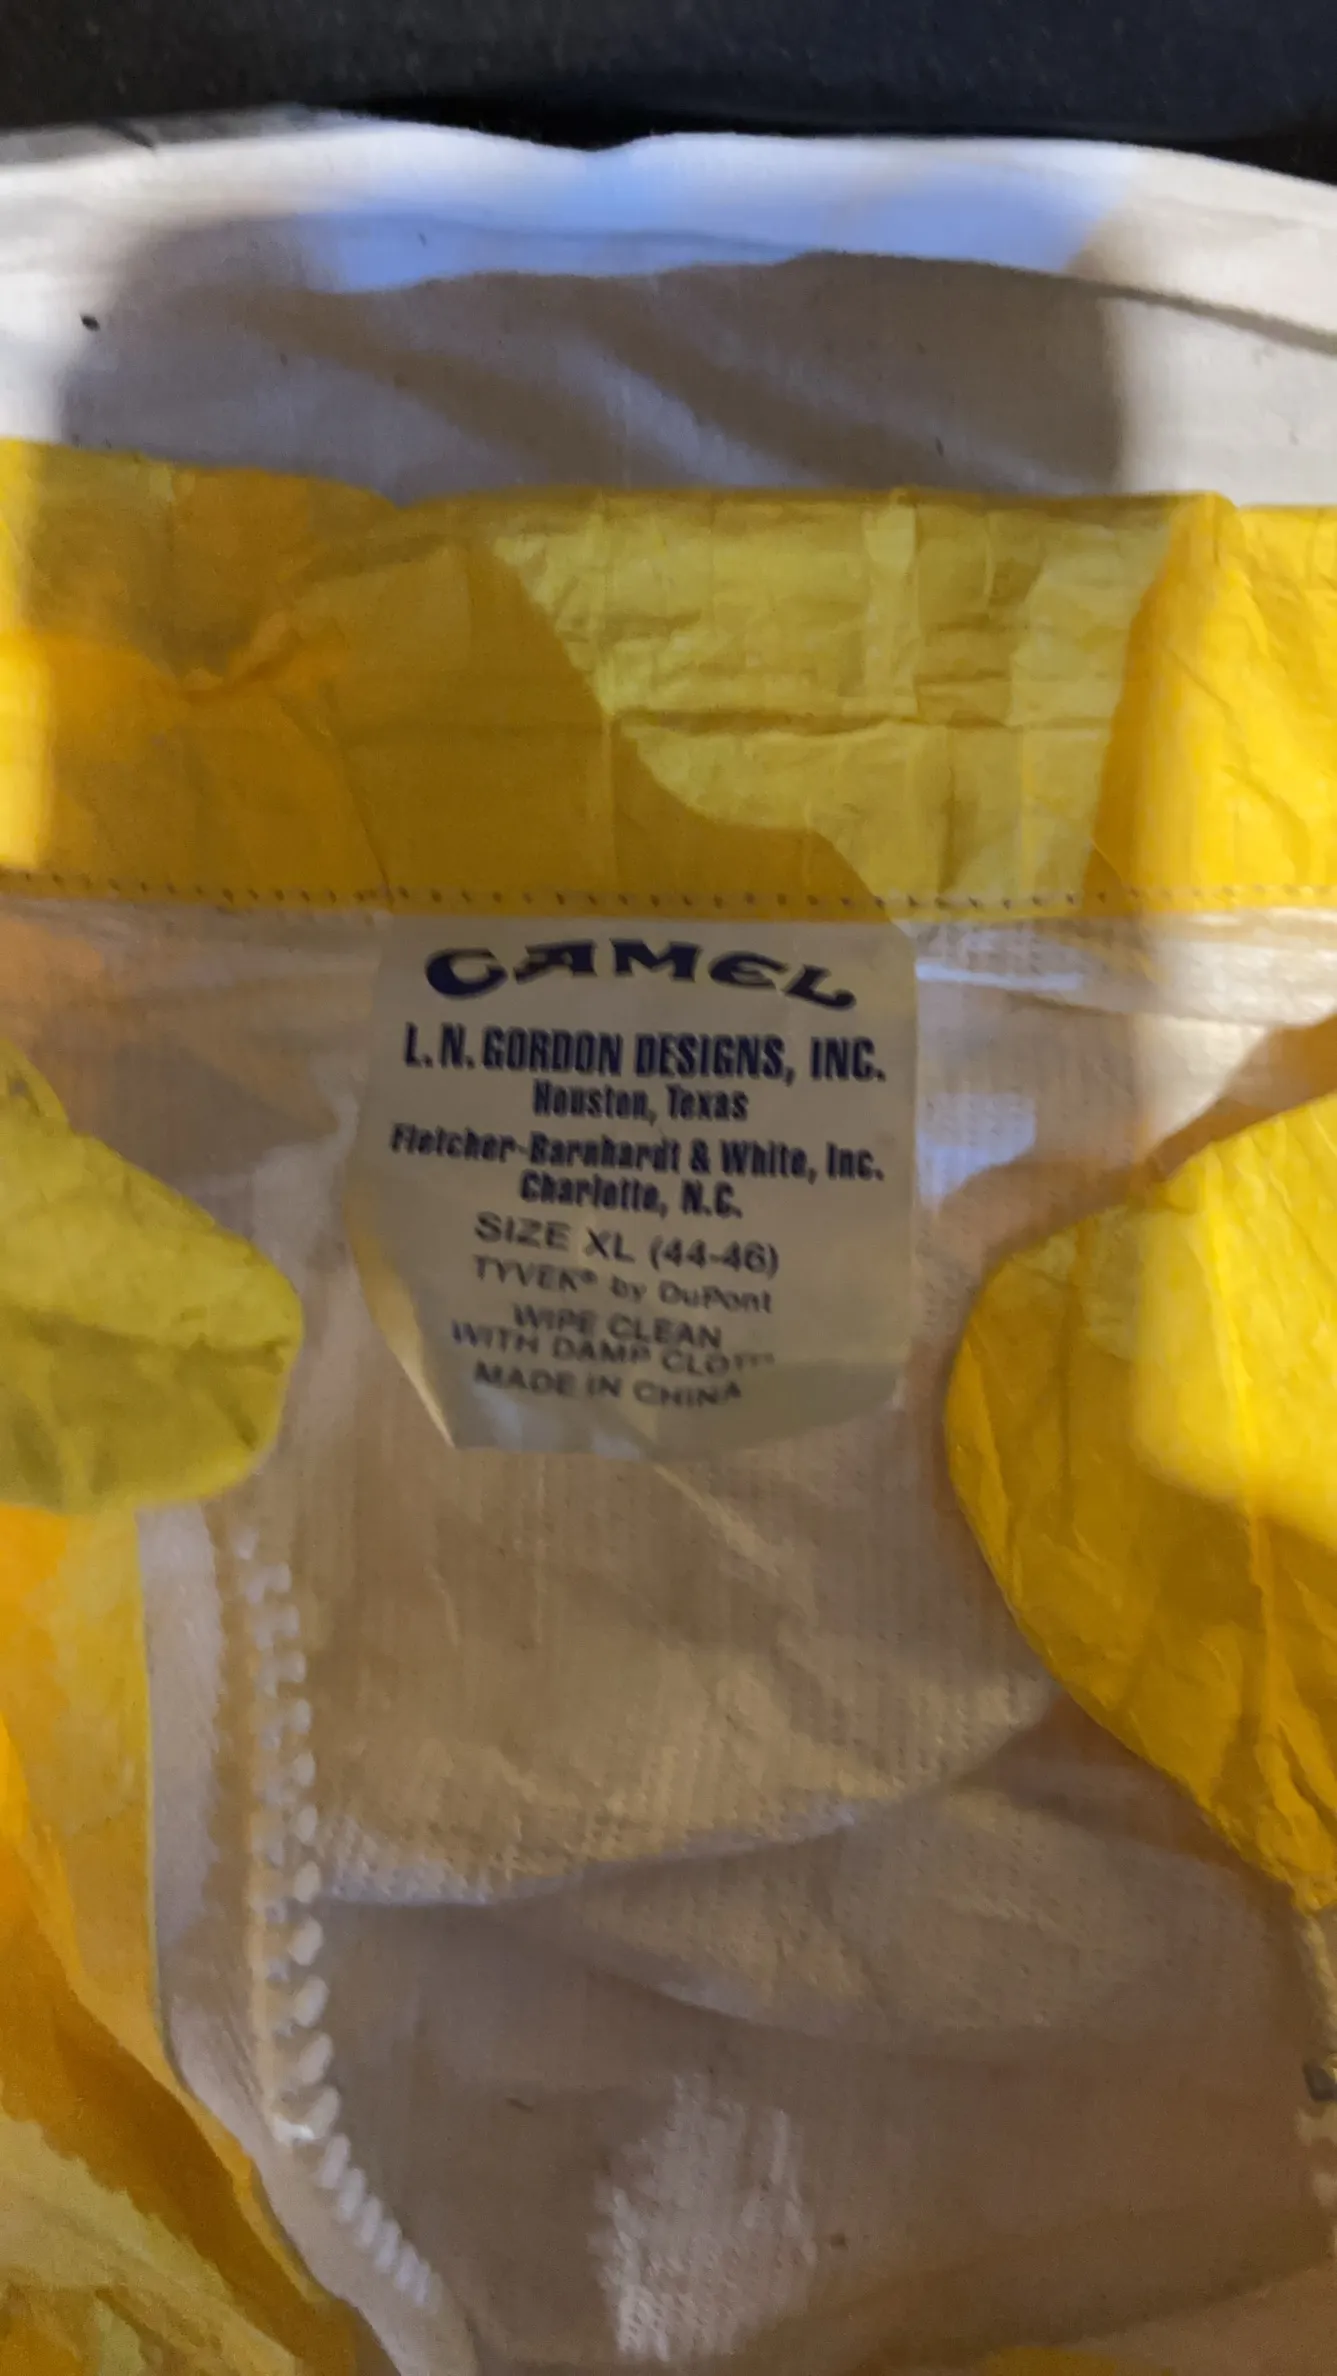 CAMEL
L.N. GORDON DESIGNS, INC.
Houston, Texas
Fletcher-Barnhardt & White, Inc.
Charlotte, N.C.
SIZE XL (44-46)
TYVEK® by DuPont
WIPE CLEAN
WITH DAMP CLOTH
MADE IN CHINA